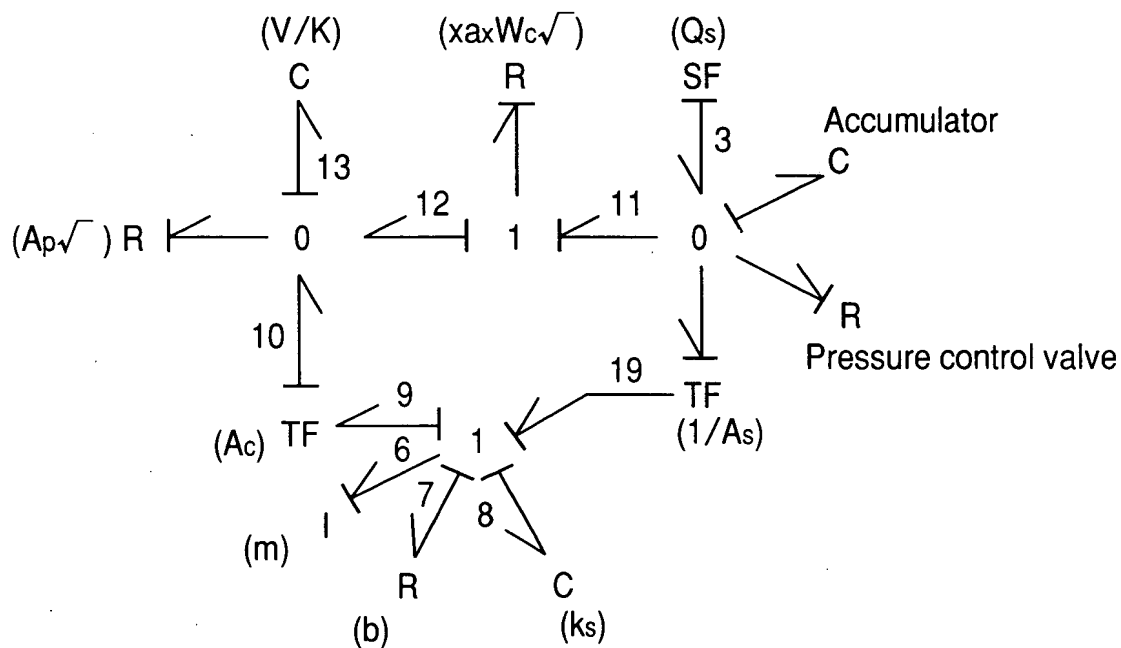 (V/K) (xaxWc√) (Qs)
C R SF
Accumulator
3 C
13
12 11
(Ap√) R 0 1 0
R
10 Pressure control valve
9 19 TF
(Ac) TF 1 (1/As)
6
7 8
(m) I
R C
(b) (ks)